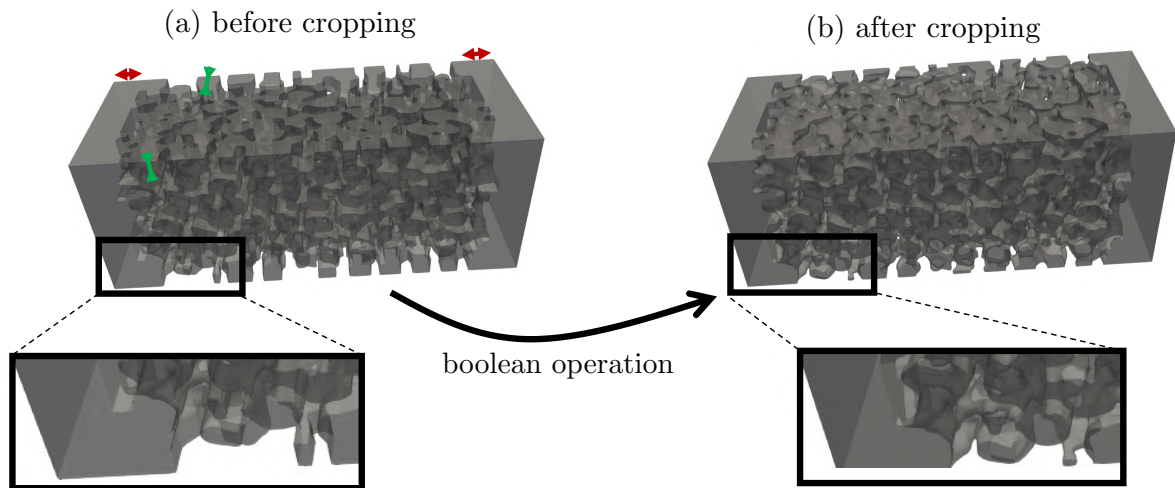 (a) before cropping
(b) after cropping
boolean operation